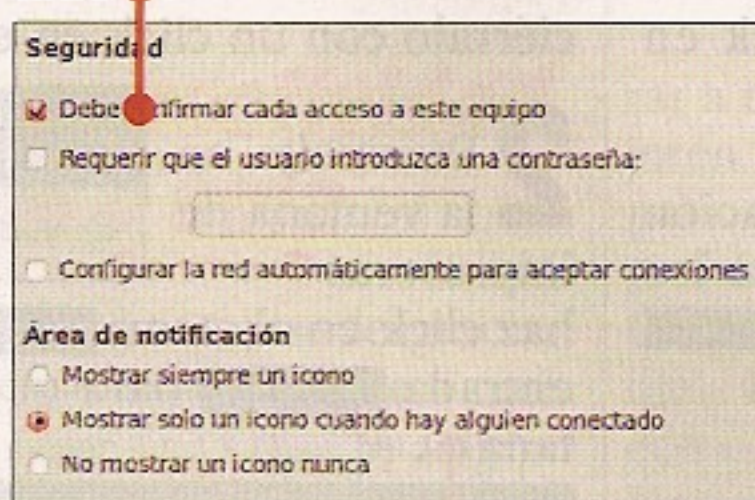 Seguridad
Debe confirmar cada acceso a este equipo
Requerir que el usuario introduzca una contraseña:
Configurar la red automáticamente para aceptar conexiones
Área de notificación
Mostrar siempre un icono
Mostrar solo un icono cuando hay alguien conectado
No mostrar un icono nunca